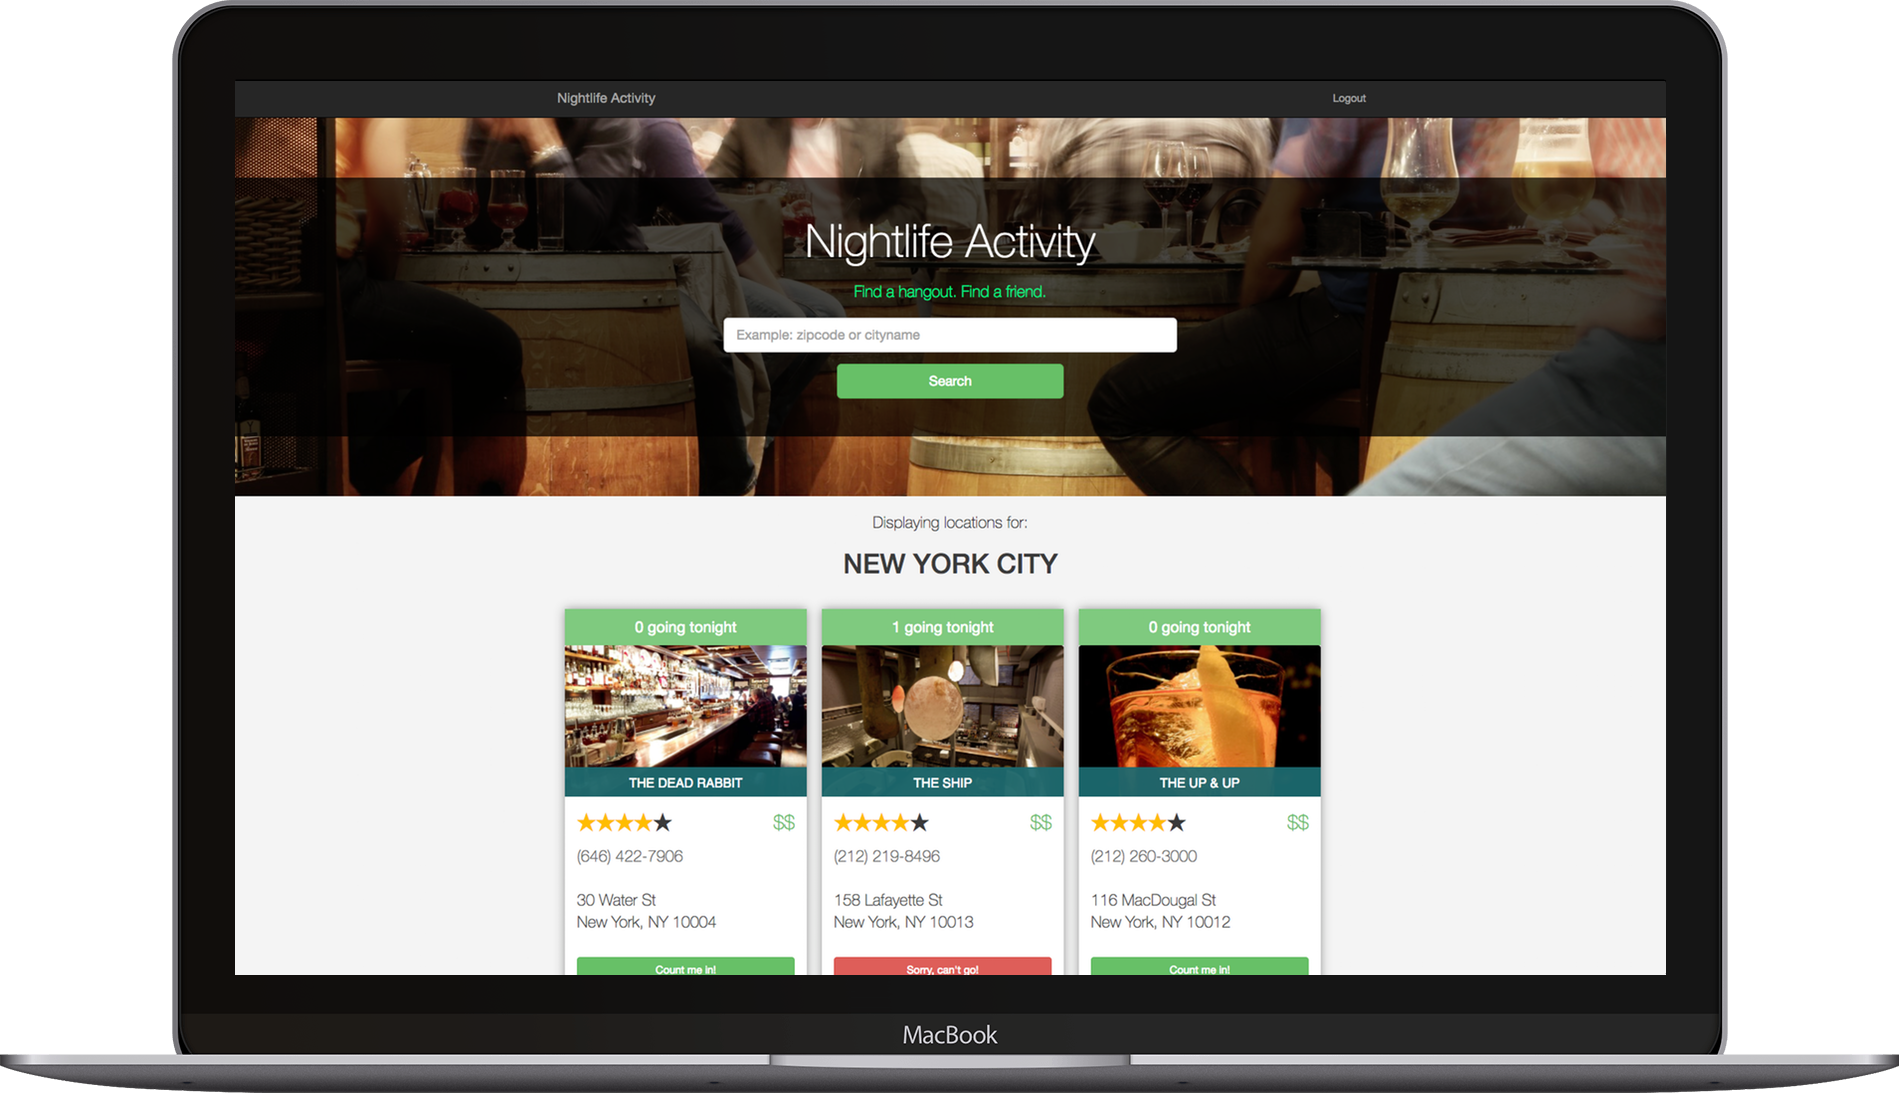 Nightlife Activity
Logout
Nightlife Activity
Find a hangout. Find a friend.
Example: zipcode or cityname
Search
Displaying locations for:
NEW YORK CITY
0 going tonight
THE DEAD RABBIT
$$
(646) 422-7906
30 Water St
New York, NY 10004
Count me in!
1 going tonight
THE SHIP
$$
(212) 219-8496
158 Lafayette St
New York, NY 10013
Sorry, can't go!
0 going tonight
THE UP & UP
$$
(212) 260-3000
116 MacDougal St
New York, NY 10012
Count me in!
MacBook